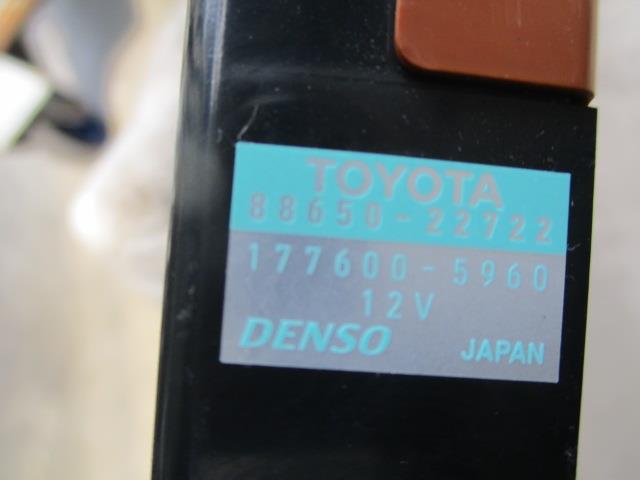 TOYOTA
88650-22722
177600-5960
12V
DENSO JAPAN